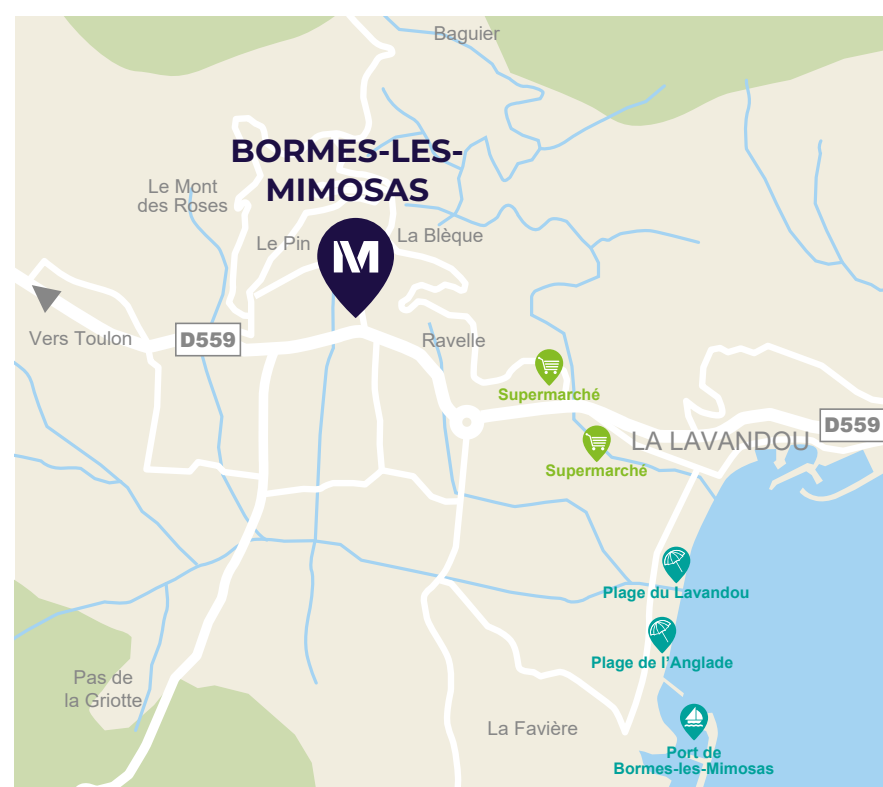 Baguier
BORMES-LES-
MIMOSAS
Le Mont
des Roses
Le Pin
La Blèque
M
Vers Toulon
D559
Ravelle
Supermarché
LA LAVANDOU
D559
Supermarché
Plage du Lavandou
Plage de l'Anglade
Pas de
la Griotte
La Favière
Port de
Bormes-les-Mimosas